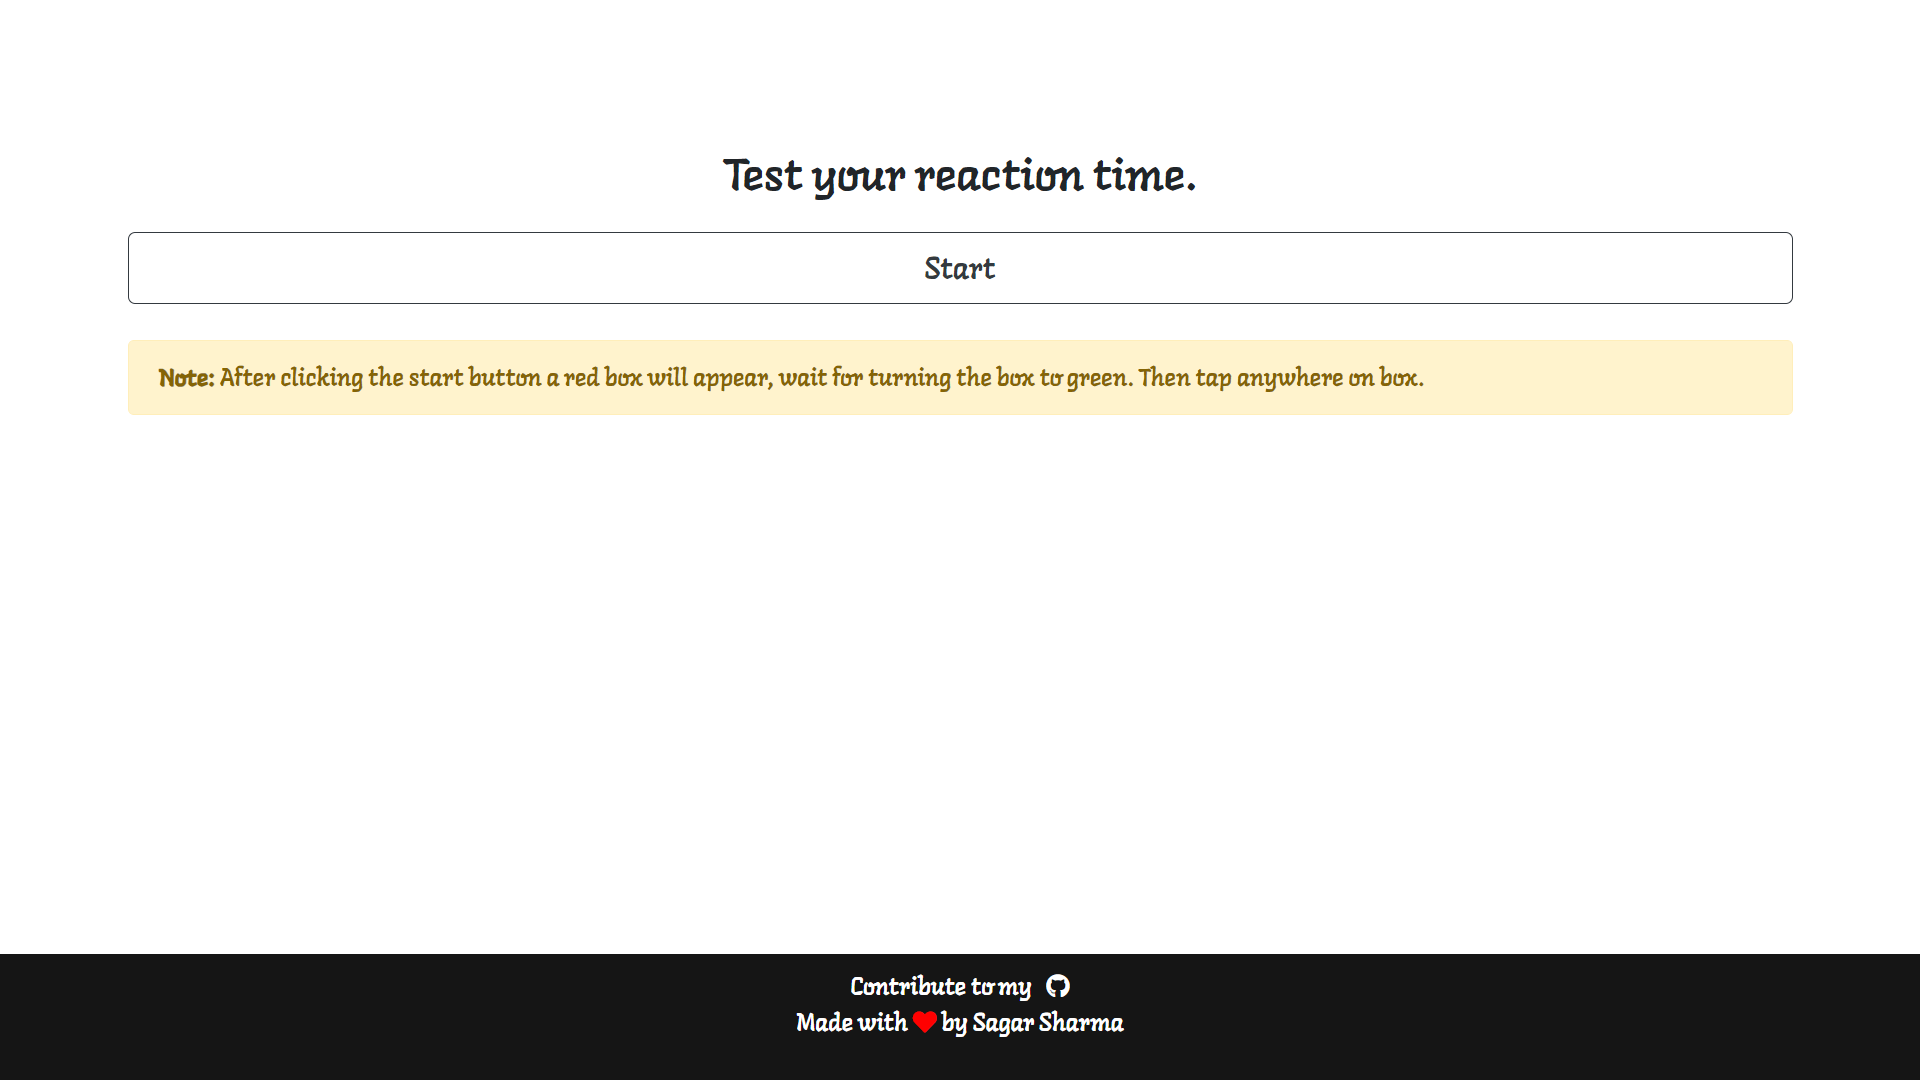 Test your reaction time.
Start
Note: After clicking the start button a red box will appear, wait for turning the box to green. Then tap anywhere on box.
Contribute to my
Made with by Sagar Sharma